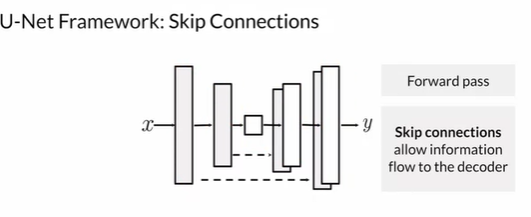 U-Net Framework: Skip Connections
x
y
Forward pass
Skip connections
allow information
flow to the decoder